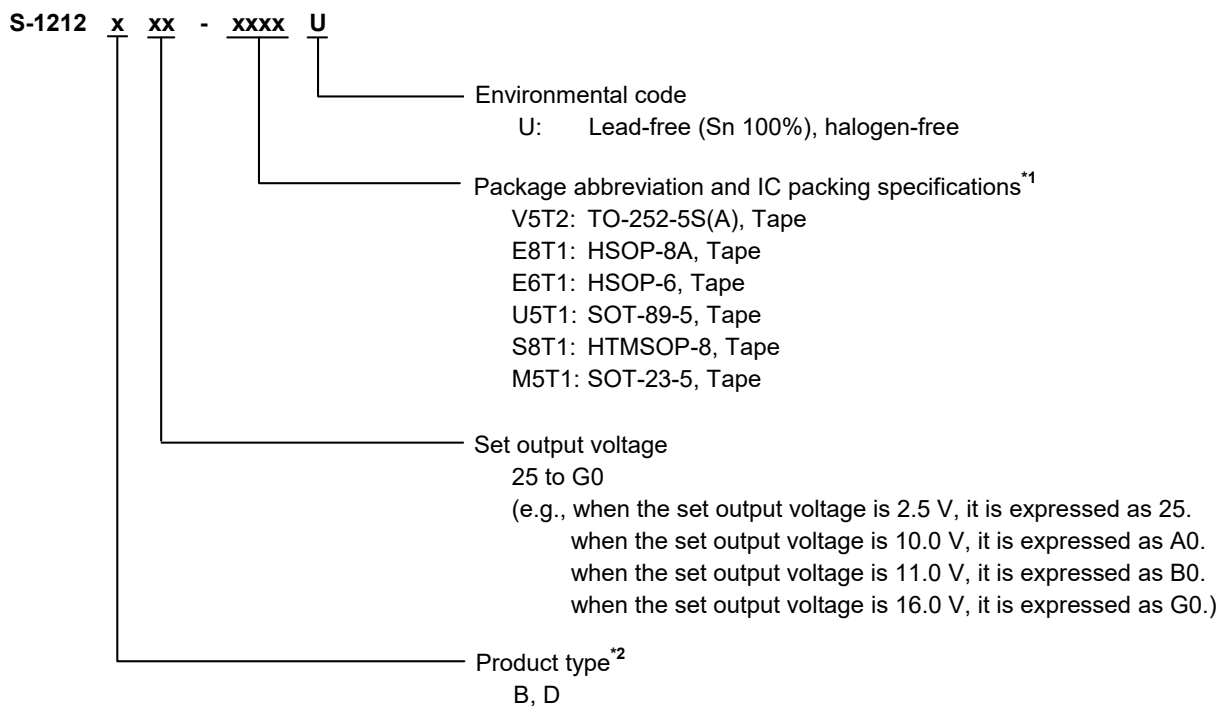 S-1212 x xx - xxxx U
Environmental code
U: Lead-free (Sn 100%), halogen-free
Package abbreviation and IC packing specifications*1
V5T2: TO-252-5S(A), Tape
E8T1: HSOP-8A, Tape
E6T1: HSOP-6, Tape
U5T1: SOT-89-5, Tape
S8T1: HTMSOP-8, Tape
M5T1: SOT-23-5, Tape
Set output voltage
25 to G0
(e.g., when the set output voltage is 2.5 V, it is expressed as 25.
when the set output voltage is 10.0 V, it is expressed as A0.
when the set output voltage is 11.0 V, it is expressed as B0.
when the set output voltage is 16.0 V, it is expressed as G0.)
Product type*2
B, D